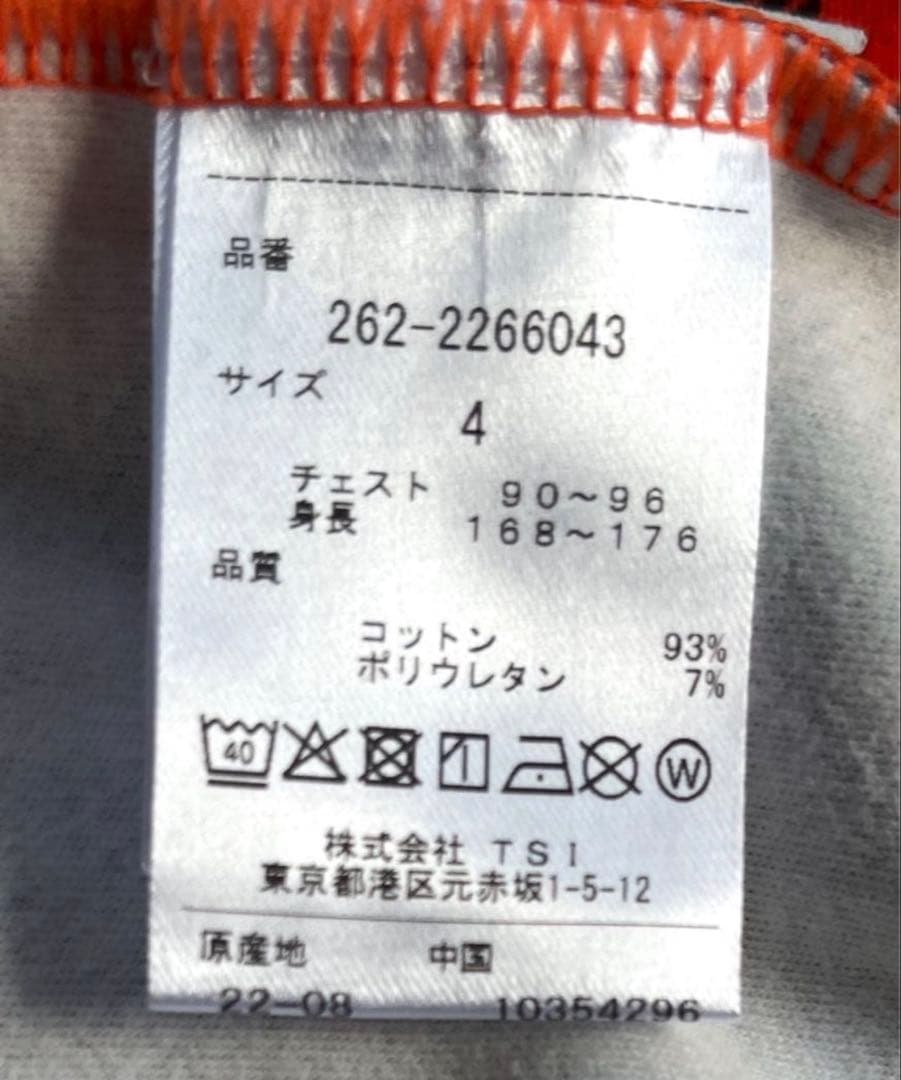 品番
262-2266043
サイズ
4
チェスト 90~96
身長 168~176
品質
コットン 93%
ポリウレタン 7%
40
W
株式会社 TSI
東京都港区元赤坂1-5-12
原産地 中国
22-08 10354296